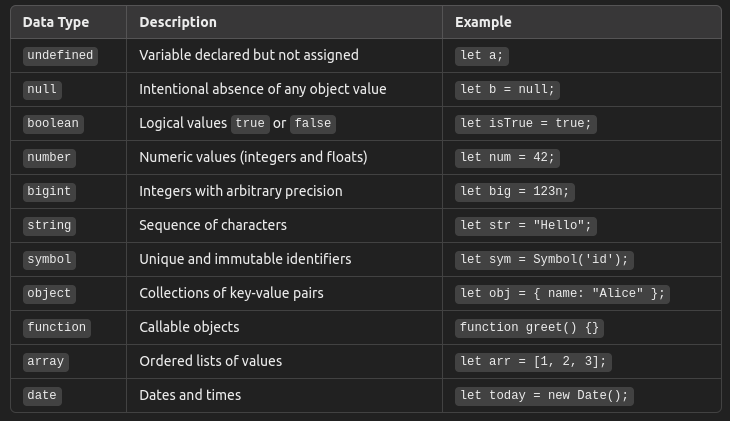 Data Type Description Example
undefined Variable declared but not assigned let a;
null Intentional absence of any object value let b = null;
boolean Logical values true or false let isTrue = true;
number Numeric values (integers and floats) let num = 42;
bigint Integers with arbitrary precision let big = 123n;
string Sequence of characters let str = "Hello";
symbol Unique and immutable identifiers let sym = Symbol('id');
object Collections of key-value pairs let obj = { name: "Alice" };
function Callable objects function greet() {}
array Ordered lists of values let arr = [1, 2, 3];
date Dates and times let today = new Date();